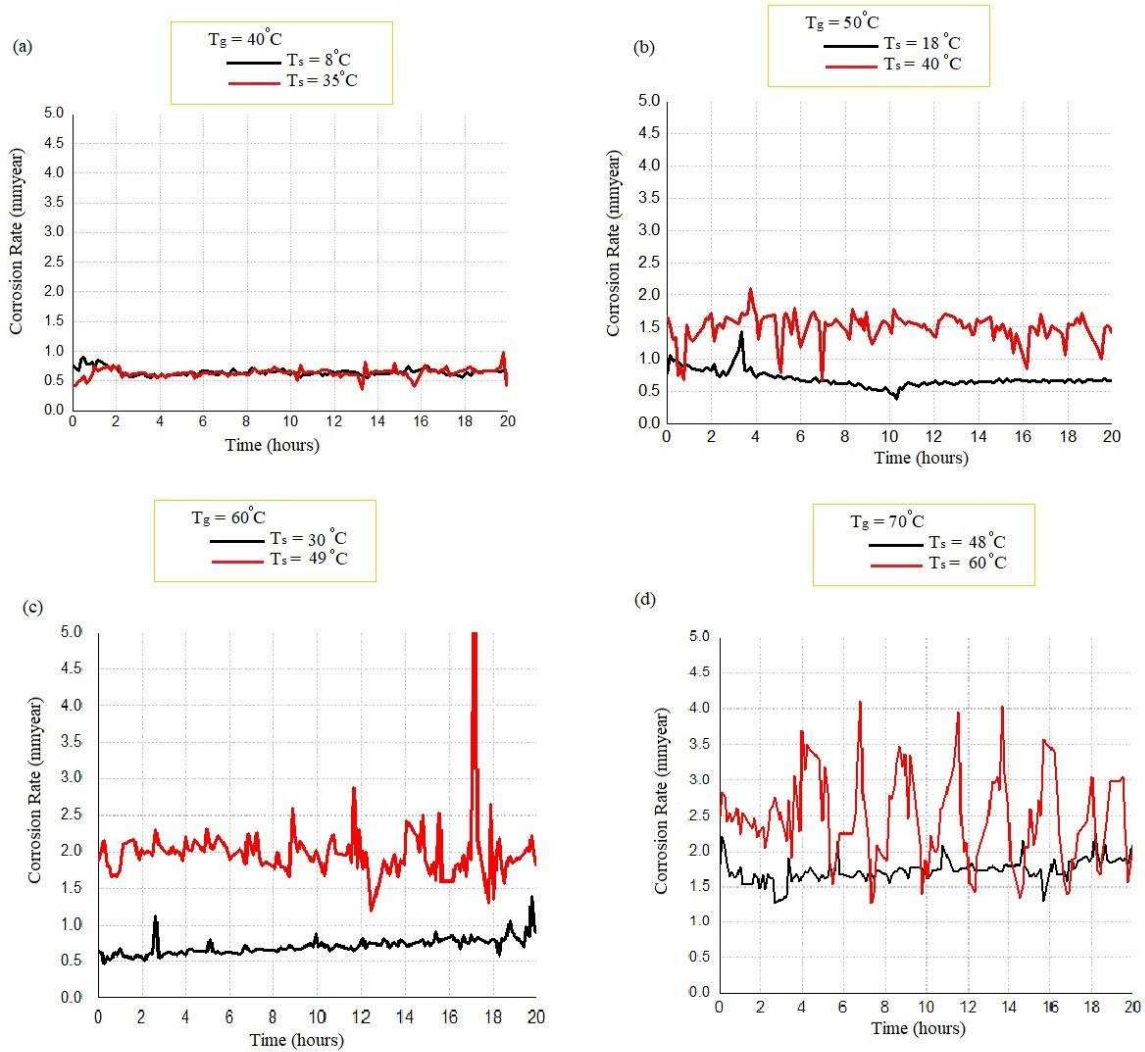 (a)
Tg = 40°C
Ts = 8°C
Ts = 35°C
Corrosion Rate (mmyear)
5.0
4.5
4.0
3.5
3.0
2.5
2.0
1.5
1.0
0.5
0.0
0 2 4 6 8 10 12 14 16 18 20
Time (hours)
(b)
Tg = 50°C
Ts = 18 °C
Ts = 40 °C
Corrosion Rate (mmyear)
5.0
4.5
4.0
3.5
3.0
2.5
2.0
1.5
1.0
0.5
0.0
0 2 4 6 8 10 12 14 16 18 20
Time (hours)
(c)
Tg = 60°C
Ts = 30 °C
Ts = 49 °C
Corrosion Rate (mmyear)
5.0
4.5
4.0
3.5
3.0
2.5
2.0
1.5
1.0
0.5
0.0
0 2 4 6 8 10 12 14 16 18 20
Time (hours)
(d)
Tg = 70°C
Ts = 48°C
Ts = 60°C
Corrosion Rate (mmyear)
5.0
4.5
4.0
3.5
3.0
2.5
2.0
1.5
1.0
0.5
0.0
0 2 4 6 8 10 12 14 16 18 20
Time (hours)